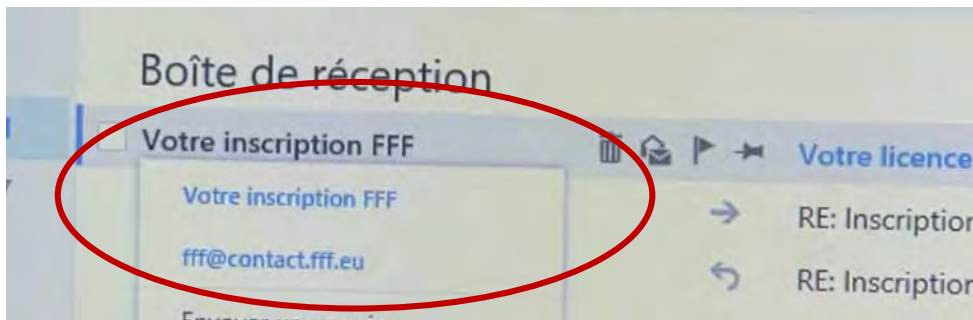 Boîte de réception
Votre inscription FFF
Votre licence
Votre inscription FFF
RE: Inscription
fff@contact.fff.eu
RE: Inscription